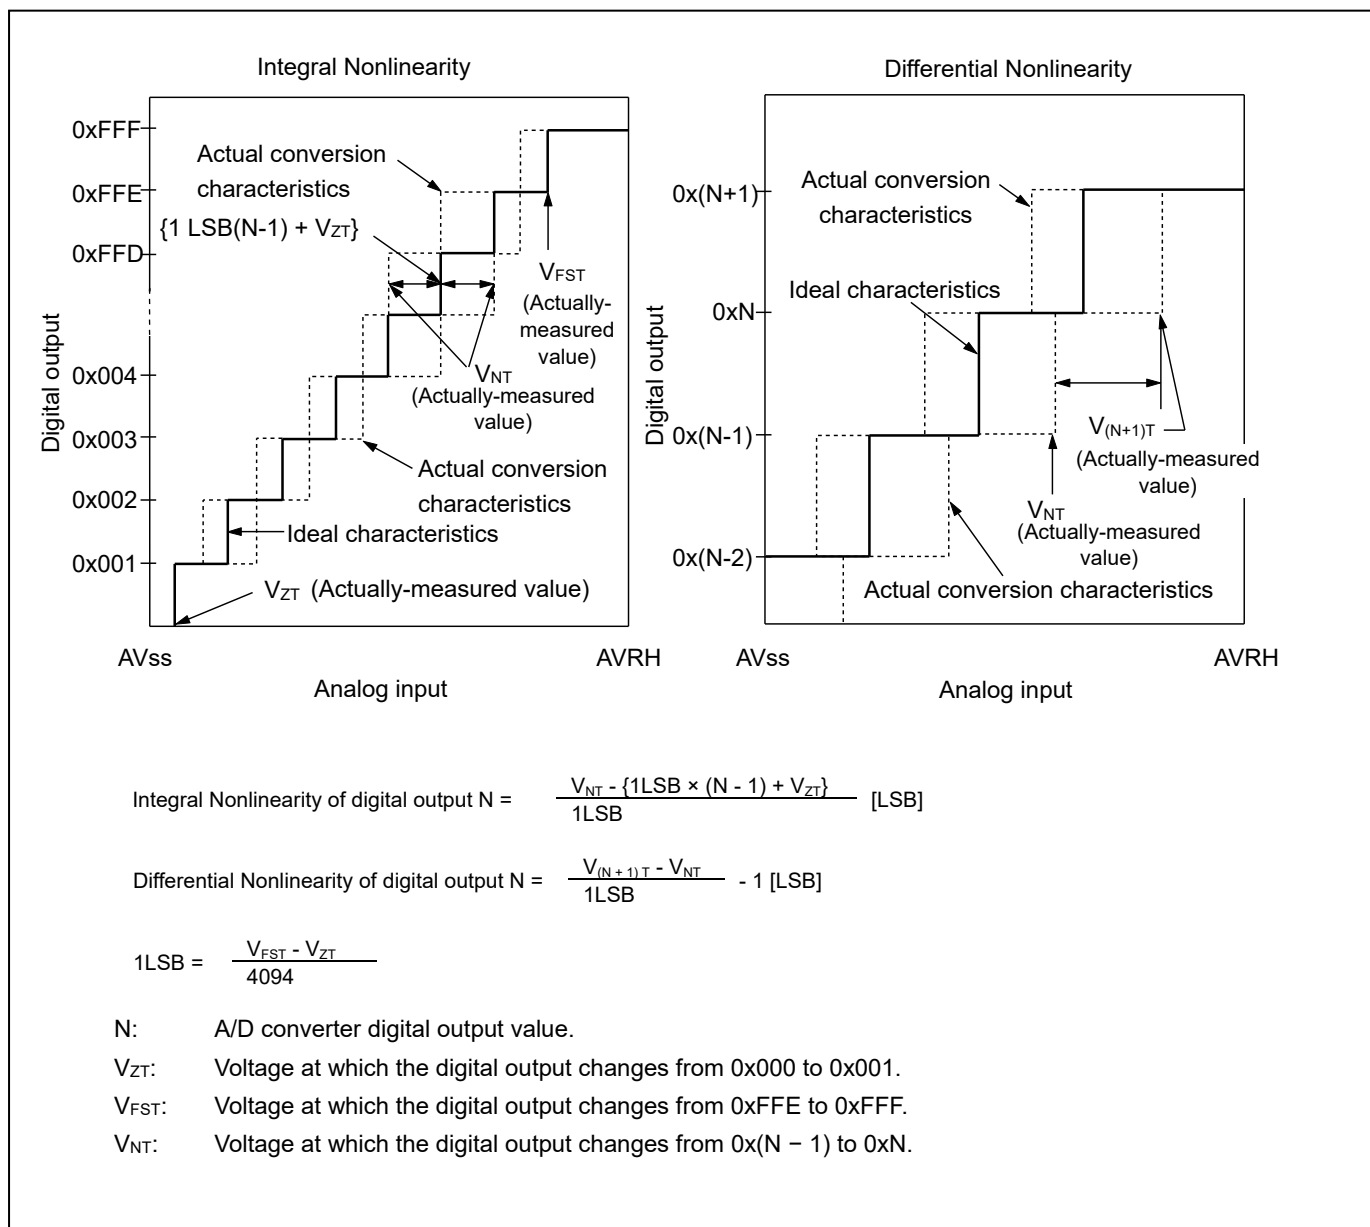 Integral Nonlinearity
0xFFF
0xFFE
0xFFD
0x004
0x003
0x002
0x001
Digital output
Actual conversion
characteristics
{1 LSB(N-1) + VZT}
VFST
(Actually-
measured
value)
VNT
(Actually-measured
value)
Actual conversion
characteristics
Ideal characteristics
VZT (Actually-measured value)
AVss
AVRH
Analog input
Differential Nonlinearity
0x(N+1)
0xN
0x(N-1)
0x(N-2)
Digital output
Actual conversion
characteristics
Ideal characteristics
V(N+1)T
(Actually-measured
value)
VNT
(Actually-measured
value)
Actual conversion characteristics
AVss
AVRH
Analog input
Integral Nonlinearity of digital output N = VNT - {1LSB × (N - 1) + VZT} [LSB]
1LSB
Differential Nonlinearity of digital output N = V(N + 1) T - VNT - 1 [LSB]
1LSB
1LSB = VFST - VZT
4094
N: A/D converter digital output value.
VZT: Voltage at which the digital output changes from 0x000 to 0x001.
VFST: Voltage at which the digital output changes from 0xFFE to 0xFFF.
VNT: Voltage at which the digital output changes from 0x(N − 1) to 0xN.